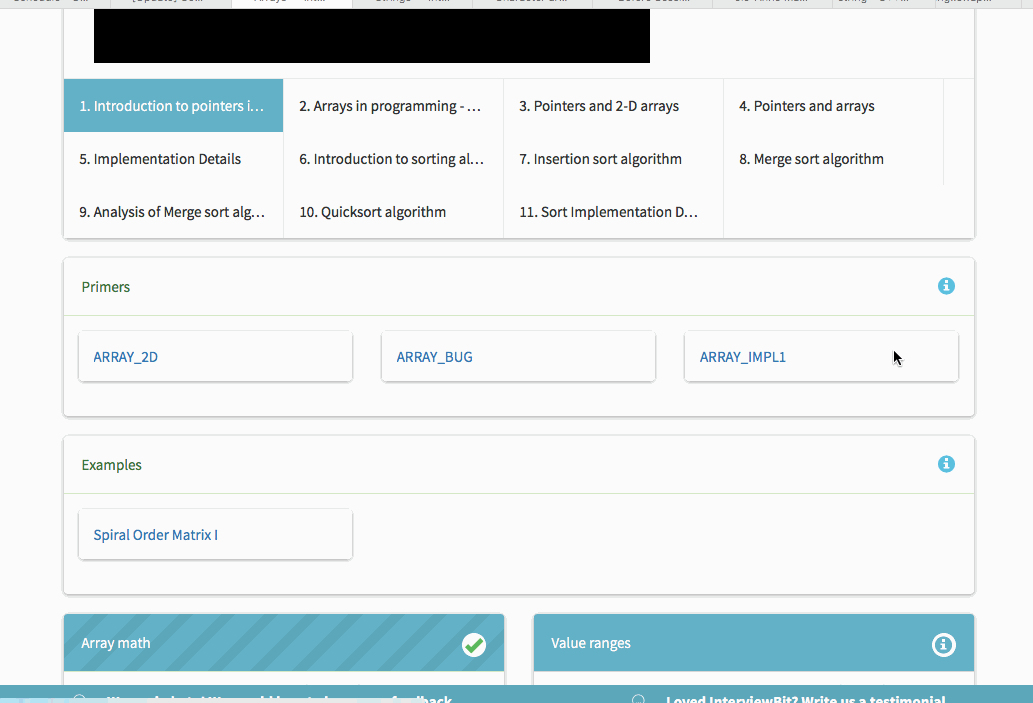 1. Introduction to pointers i...
2. Arrays in programming - ...
3. Pointers and 2-D arrays
4. Pointers and arrays
5. Implementation Details
6. Introduction to sorting al...
7. Insertion sort algorithm
8. Merge sort algorithm
9. Analysis of Merge sort alg...
10. Quicksort algorithm
11. Sort Implementation D...
Primers
ARRAY_2D
ARRAY_BUG
ARRAY_IMPL1
Examples
Spiral Order Matrix I
Array math
Value ranges
Loved InterviewBit? Write us a testimonial